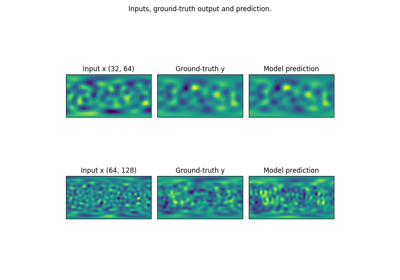 Inputs, ground-truth output and prediction.
Input x (32, 64)
Ground-truth y
Model prediction
Input x (64, 128)
Ground-truth y
Model prediction